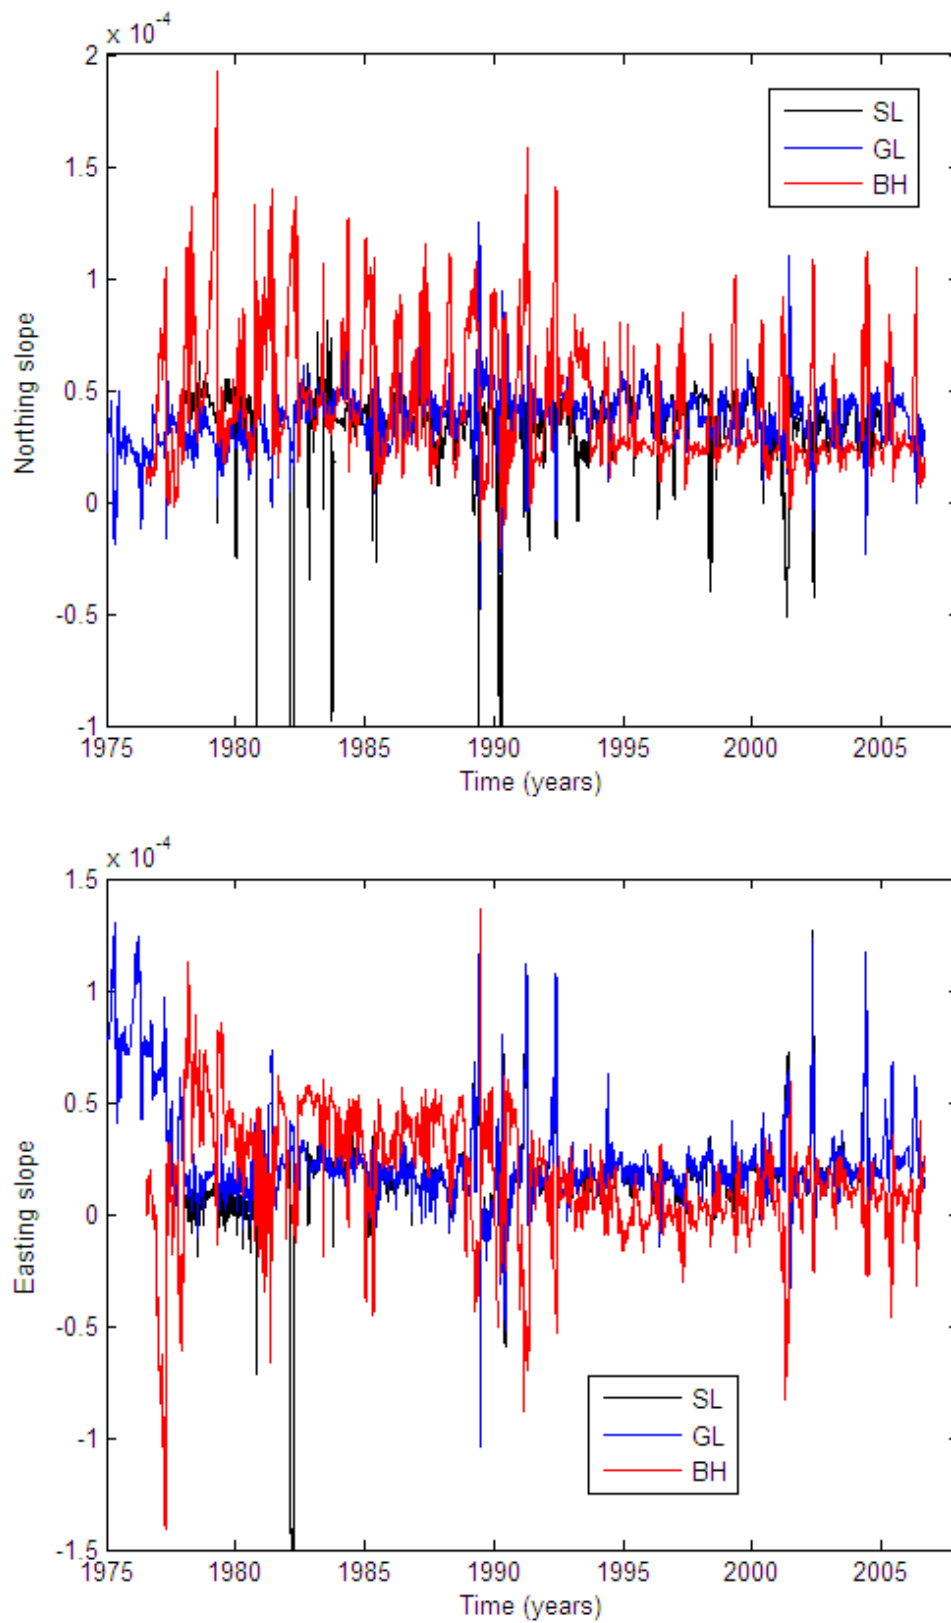 x 10^-4
2
1.5
1
0.5
0
-0.5
-1
Northing slope
SL
GL
BH
1975 1980 1985 1990 1995 2000 2005
Time (years)
x 10^-4
1.5
1
0.5
0
-0.5
-1
-1.5
Easting slope
SL
GL
BH
1975 1980 1985 1990 1995 2000 2005
Time (years)